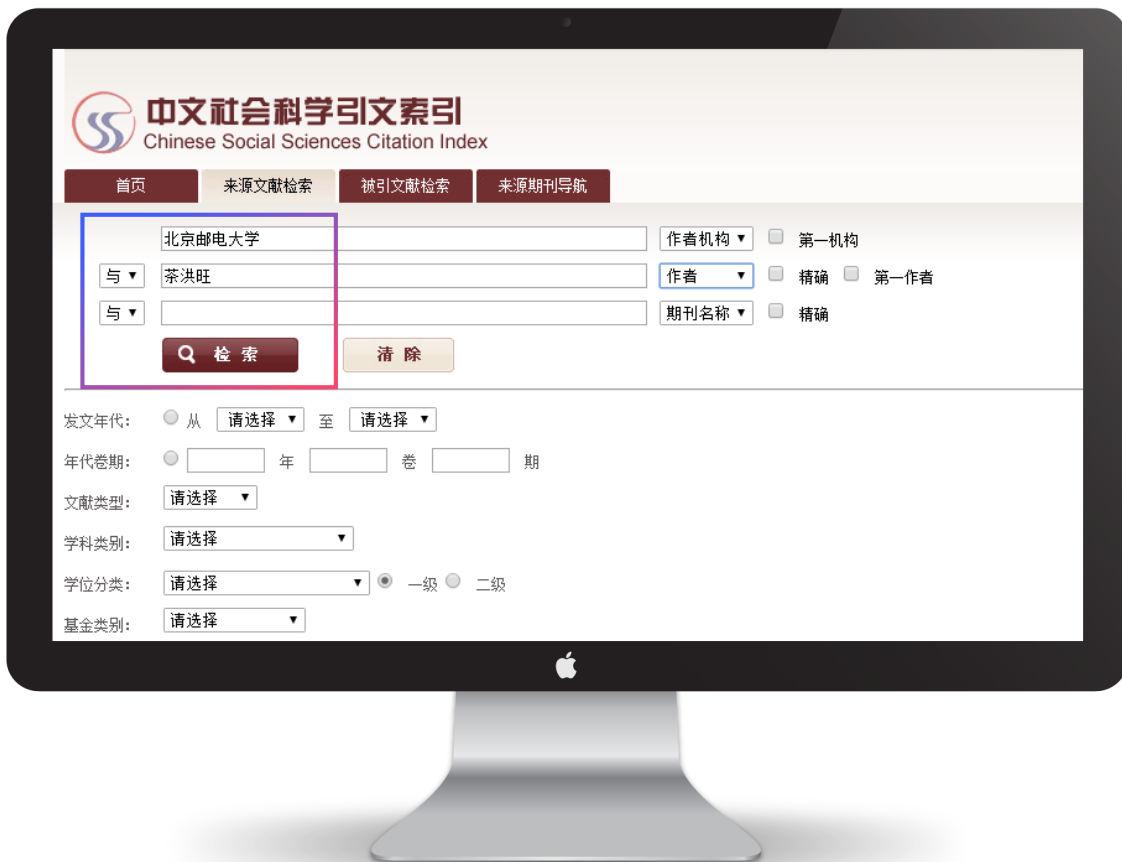 中文社会科学引文索引
Chinese Social Sciences Citation Index
首页 来源文献检索 被引文献检索 来源期刊导航
北京邮电大学 作者机构 第一机构
与 茶洪旺 作者 精确 第一作者
与 期刊名称 精确
检 索 清 除
发文年代: 从 请选择 至 请选择
年代卷期: 年 卷 期
文献类型: 请选择
学科类别: 请选择
学位分类: 请选择 一级 二级
基金类别: 请选择